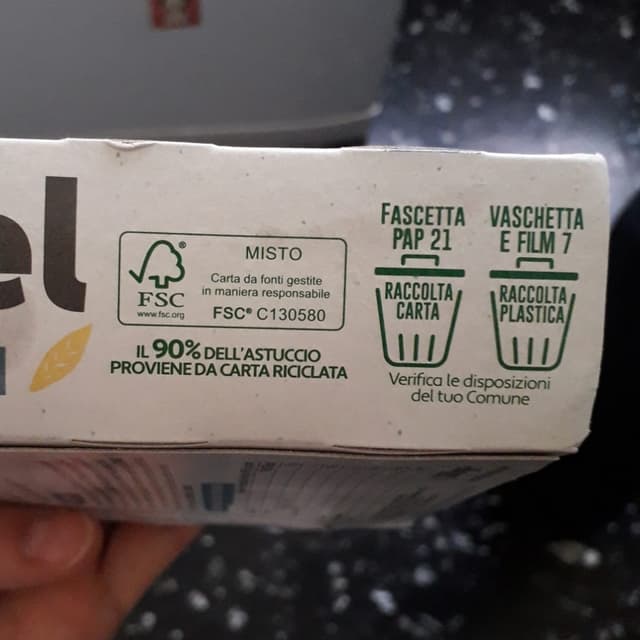 el
FSC®
www.fsc.org
MISTO
Carta da fonti gestite
in maniera responsabile
FSC® C130580
IL 90% DELL'ASTUCCIO
PROVIENE DA CARTA RICICLATA
FASCETTA
PAP 21
RACCOLTA
CARTA
VASCHETTA
E FILM 7
RACCOLTA
PLASTICA
Verifica le disposizioni
del tuo Comune